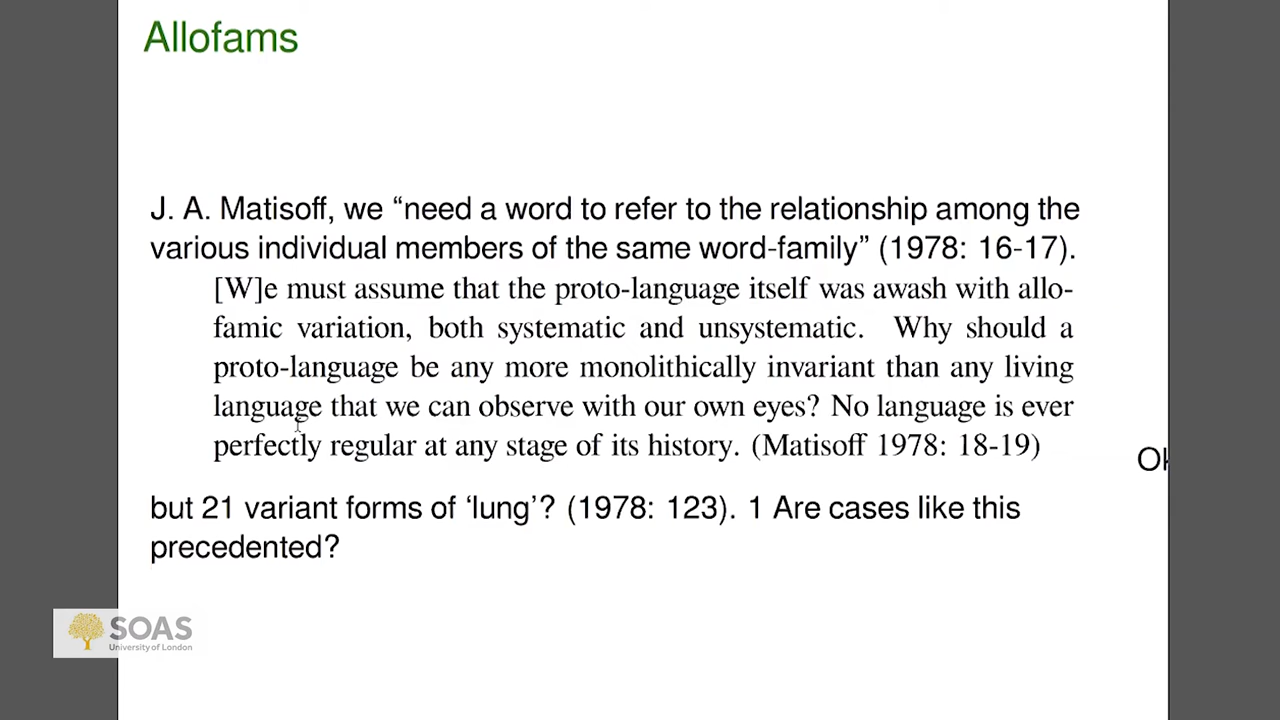 Allofams
J. A. Matisoff, we “need a word to refer to the relationship among the
various individual members of the same word-family” (1978: 16-17).
[W]e must assume that the proto-language itself was awash with allo-
famic variation, both systematic and unsystematic. Why should a
proto-language be any more monolithically invariant than any living
language that we can observe with our own eyes? No language is ever
perfectly regular at any stage of its history. (Matisoff 1978: 18-19)
but 21 variant forms of ‘lung’? (1978: 123). 1 Are cases like this
precedented?
SOAS
University of London